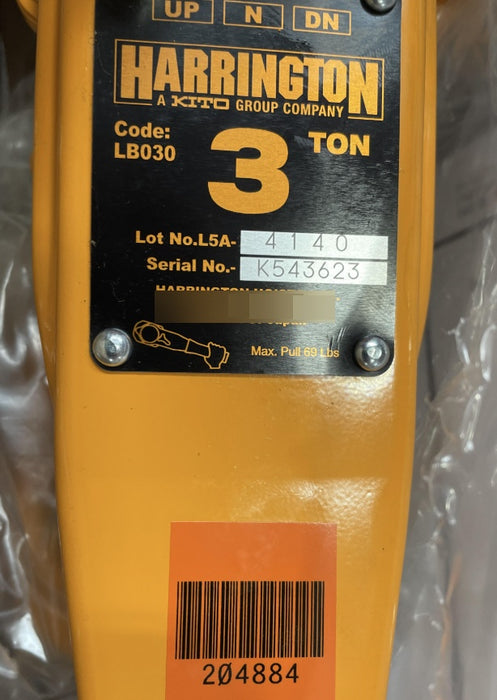 UP N DN
HARRINGTON
A KITO GROUP COMPANY
Code:
LB030
3 TON
Lot No.L5A- 4140
Serial No.- K543623
HARRINGTON
Max. Pull 69 Lbs
2Ø4884